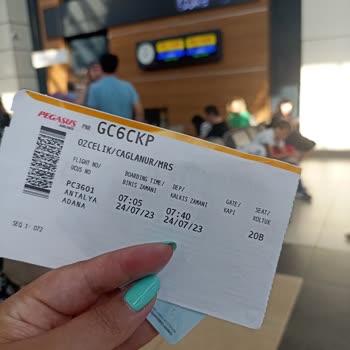 PEGASUS
AIRLINES
PNR GC6CKP
OZCELIK/CAGLANUR/MRS
FLIGHT NO/ BOARDING TIME/ DEP/ GATE/ SEAT/
UCUS NO BINIS ZAMANI KALKIS ZAMANI KAPI KOLTUK
PC3601 07:05 07:40 20B
ANTALYA 24/07/23 24/07/23
ADANA
SEQ : 072